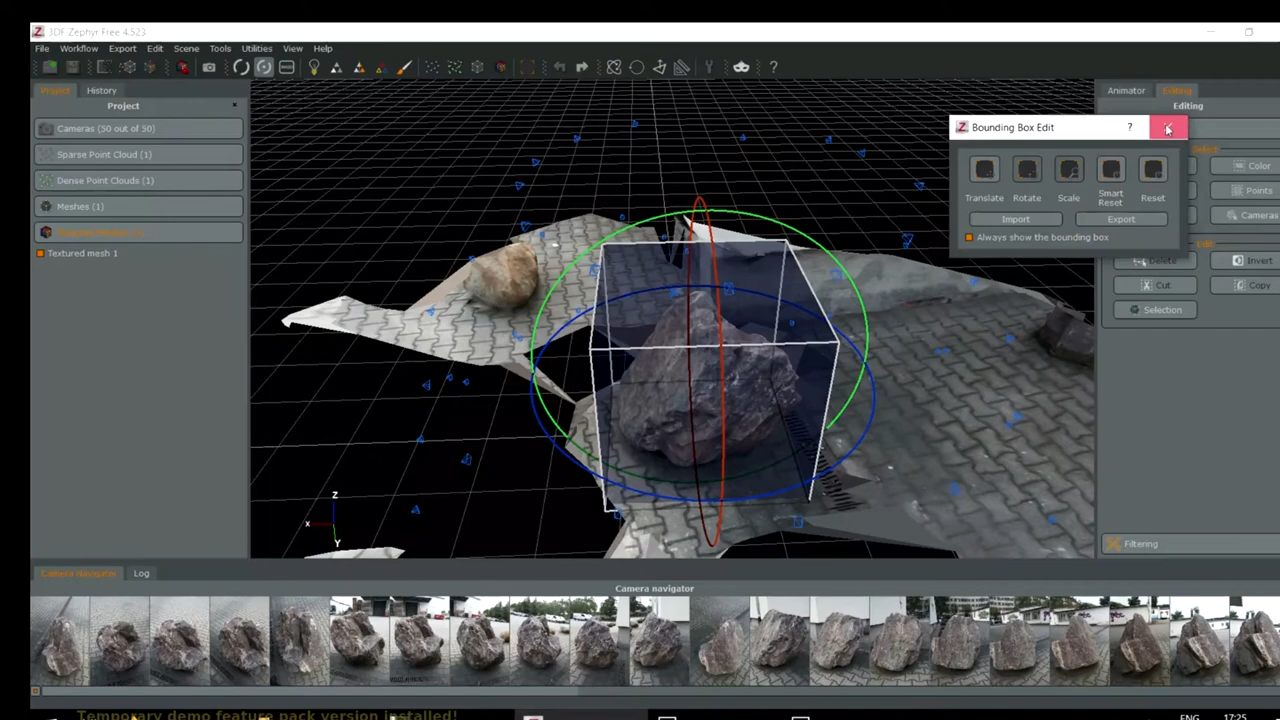 3DF Zephyr Free 4.523
File Workflow Export Edit Scene Tools Utilities View Help
Project History
Project
Cameras (50 out of 50)
Sparse Point Cloud (1)
Dense Point Clouds (1)
Meshes (1)
Textured mesh 1
Animator Editing
Editing
Bounding Box Edit
Translate Rotate Scale Smart Reset Reset
Import Export
Always show the bounding box
Select
Color
Points
Cameras
Edit
Delete Invert
Cut Copy
Selection
Z
X
Y
Filtering
Camera Navigator Log
Camera navigator
Temporary demo feature pack version installed!
ENG 17:25